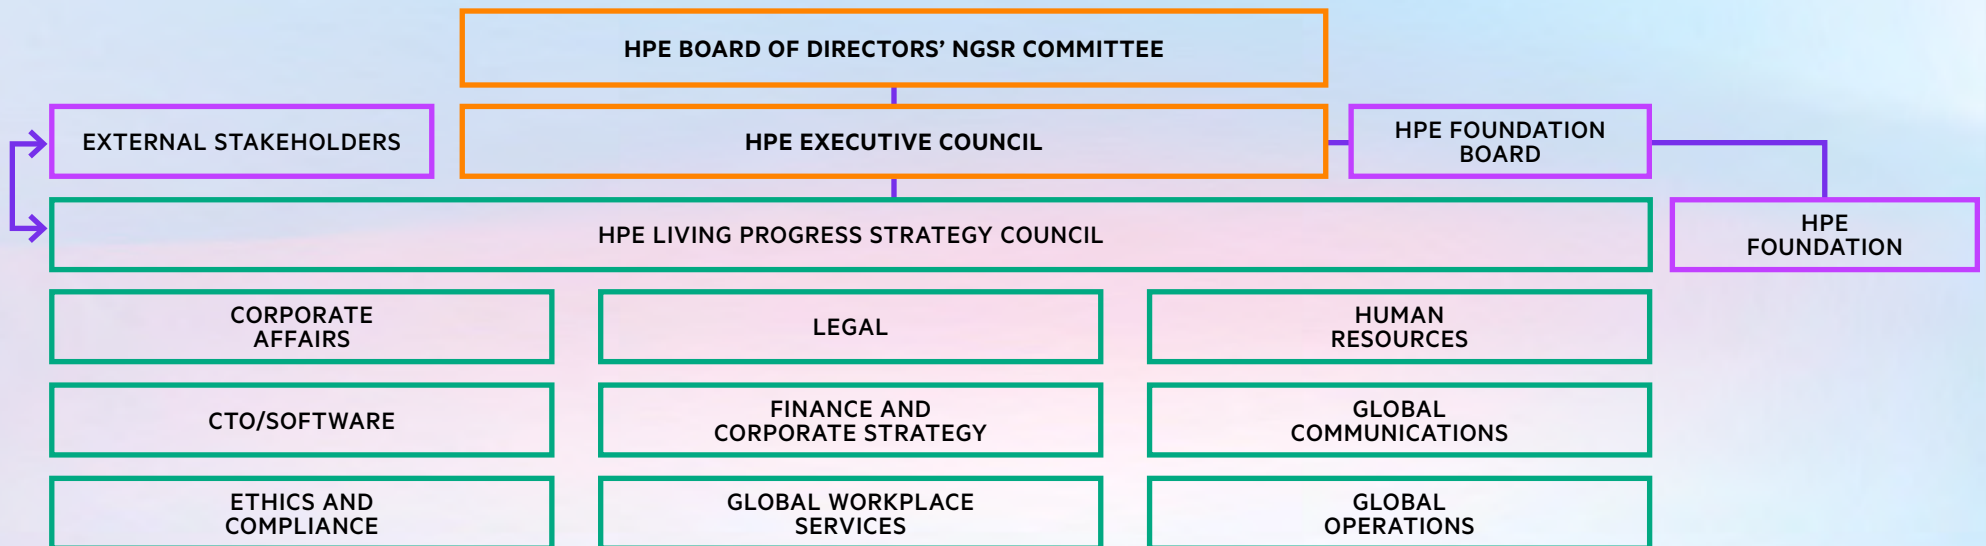 HPE BOARD OF DIRECTORS’ NGSR COMMITTEE
EXTERNAL STAKEHOLDERS
HPE EXECUTIVE COUNCIL
HPE FOUNDATION
BOARD
HPE LIVING PROGRESS STRATEGY COUNCIL
HPE
FOUNDATION
CORPORATE
AFFAIRS
LEGAL
HUMAN
RESOURCES
CTO/SOFTWARE
FINANCE AND
CORPORATE STRATEGY
GLOBAL
COMMUNICATIONS
ETHICS AND
COMPLIANCE
GLOBAL WORKPLACE
SERVICES
GLOBAL
OPERATIONS